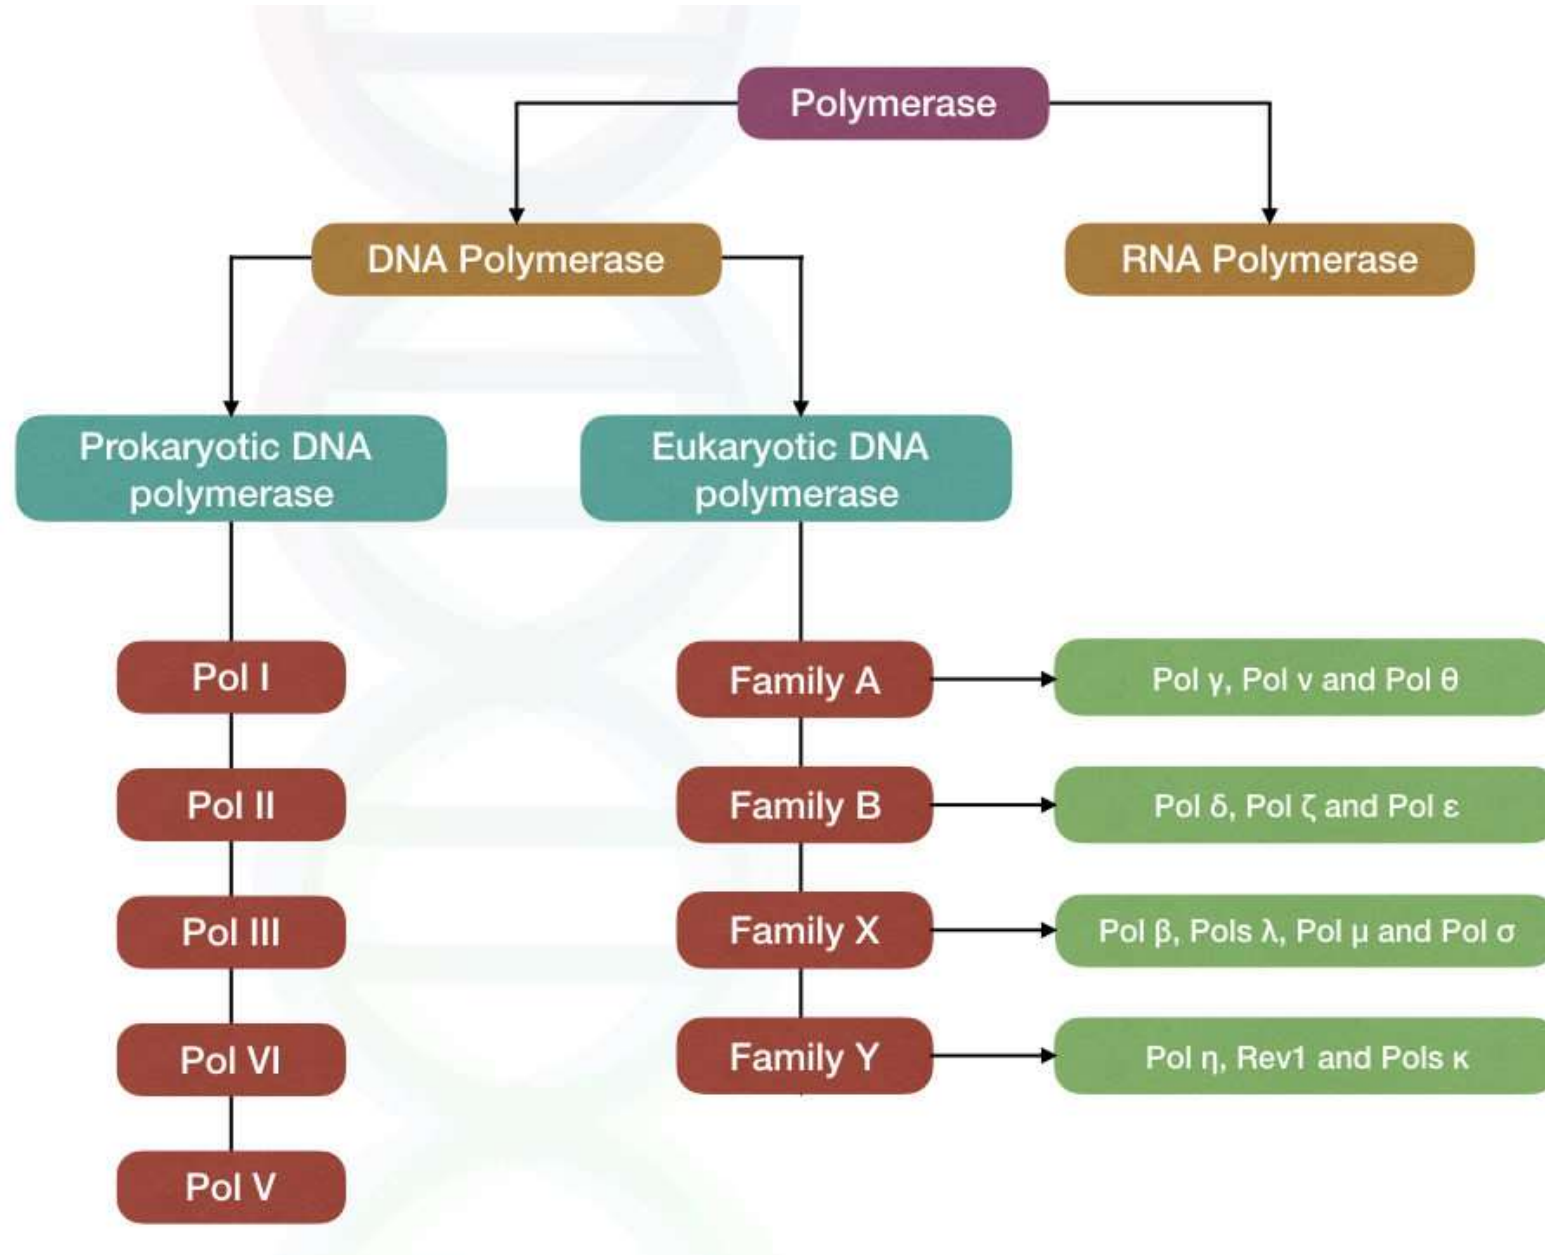 Polymerase
DNA Polymerase
RNA Polymerase
Prokaryotic DNA
polymerase
Eukaryotic DNA
polymerase
Pol I
Family A
Pol γ, Pol ν and Pol θ
Pol II
Family B
Pol δ, Pol ζ and Pol ε
Pol III
Family X
Pol β, Pols λ, Pol μ and Pol σ
Pol VI
Family Y
Pol η, Rev1 and Pols κ
Pol V